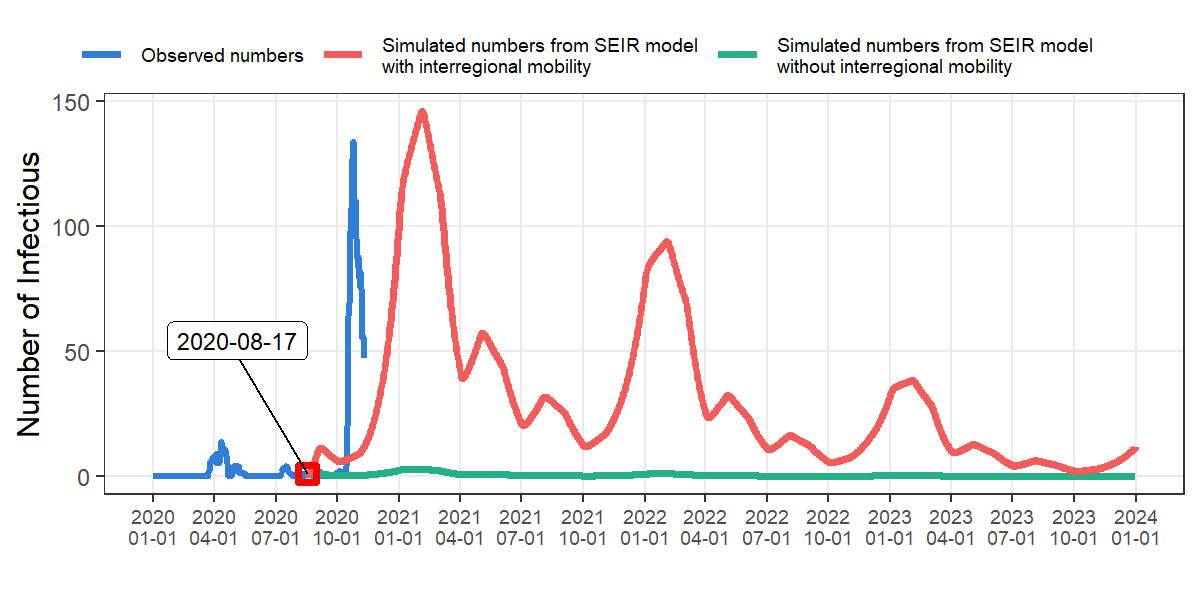 Observed numbers
Simulated numbers from SEIR model
with interregional mobility
Simulated numbers from SEIR model
without interregional mobility
Number of Infectious
150
100
50
0
2020-08-17
2020 2020 2020 2020 2021 2021 2021 2021 2022 2022 2022 2022 2023 2023 2023 2023 2024
01-01 04-01 07-01 10-01 01-01 04-01 07-01 10-01 01-01 04-01 07-01 10-01 01-01 04-01 07-01 10-01 01-01